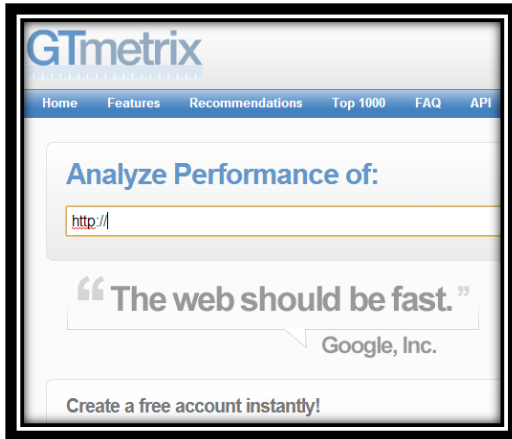 GTmetrix
Home Features Recommendations Top 1000 FAQ API
Analyze Performance of:
http://
“The web should be fast.”
Google, Inc.
Create a free account instantly!